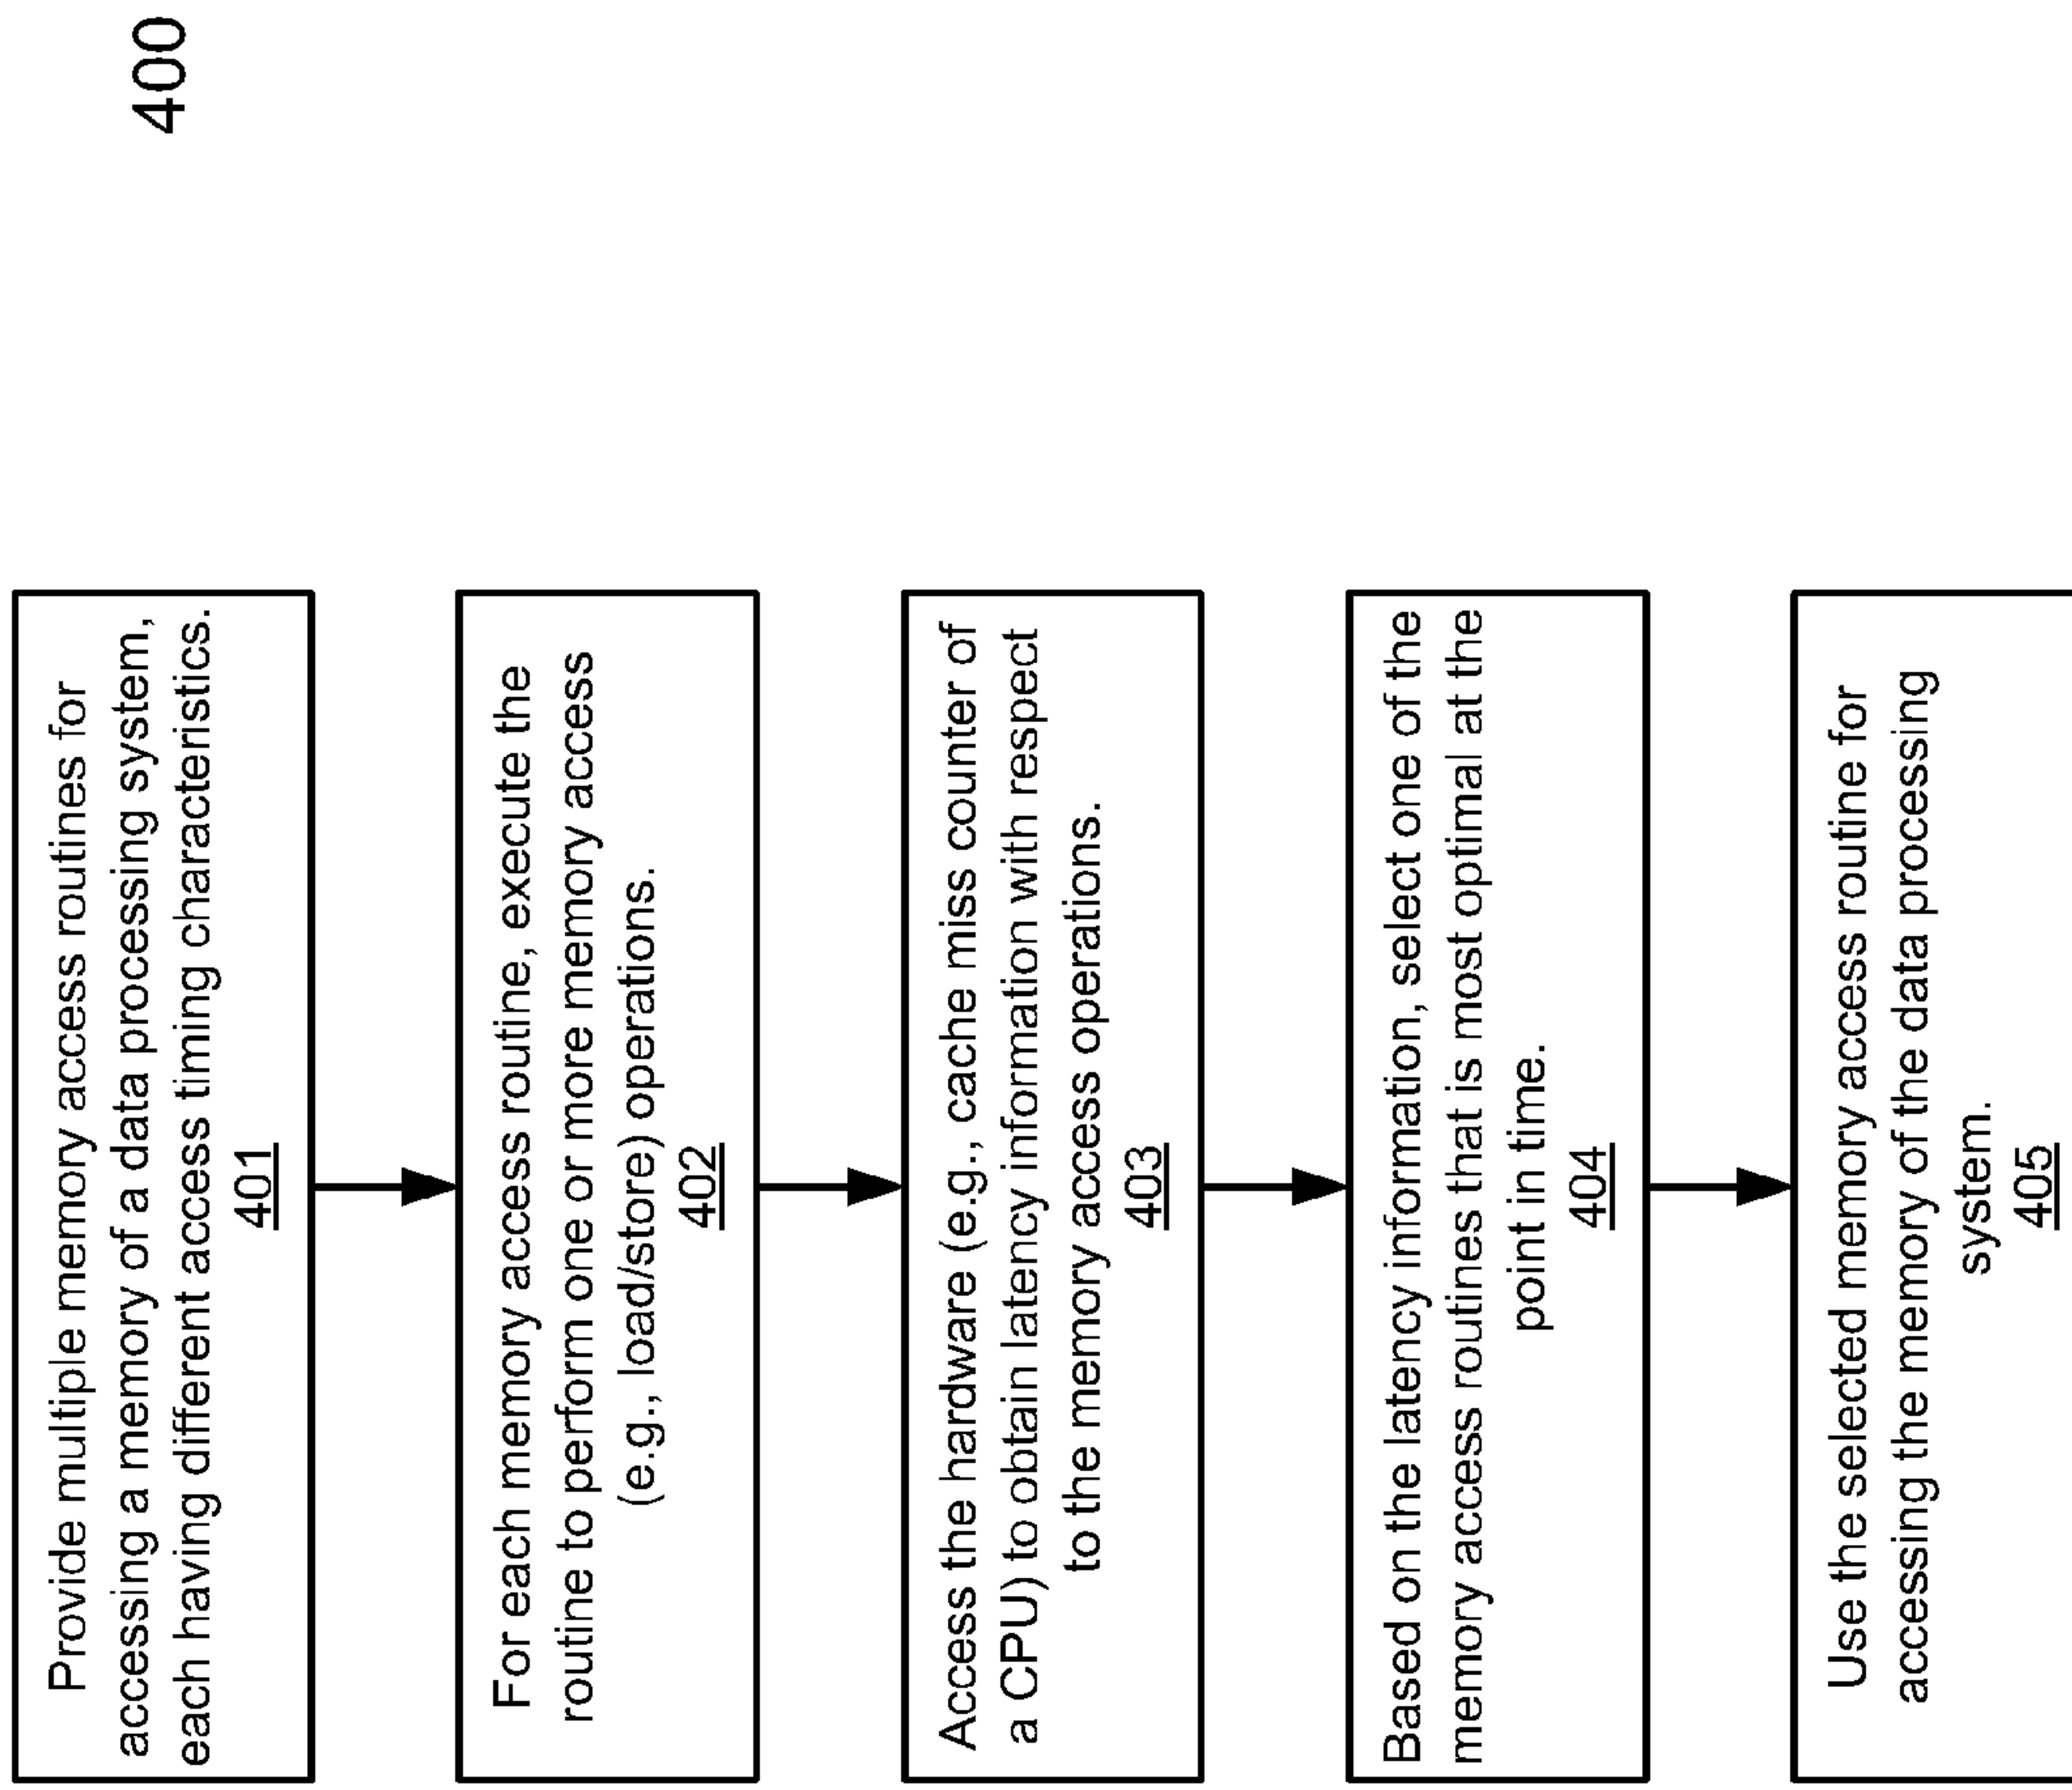 400
Provide multiple memory access routines for
accessing a memory of a data processing system,
each having different access timing characteristics.
401
For each memory access routine, execute the
routine to perform one or more memory access
(e.g., load/store) operations.
402
Access the hardware (e.g., cache miss counter of
a CPU) to obtain latency information with respect
to the memory access operations.
403
Based on the latency information, select one of the
memory access routines that is most optimal at the
point in time.
404
Use the selected memory access routine for
accessing the memory of the data processing
system.
405